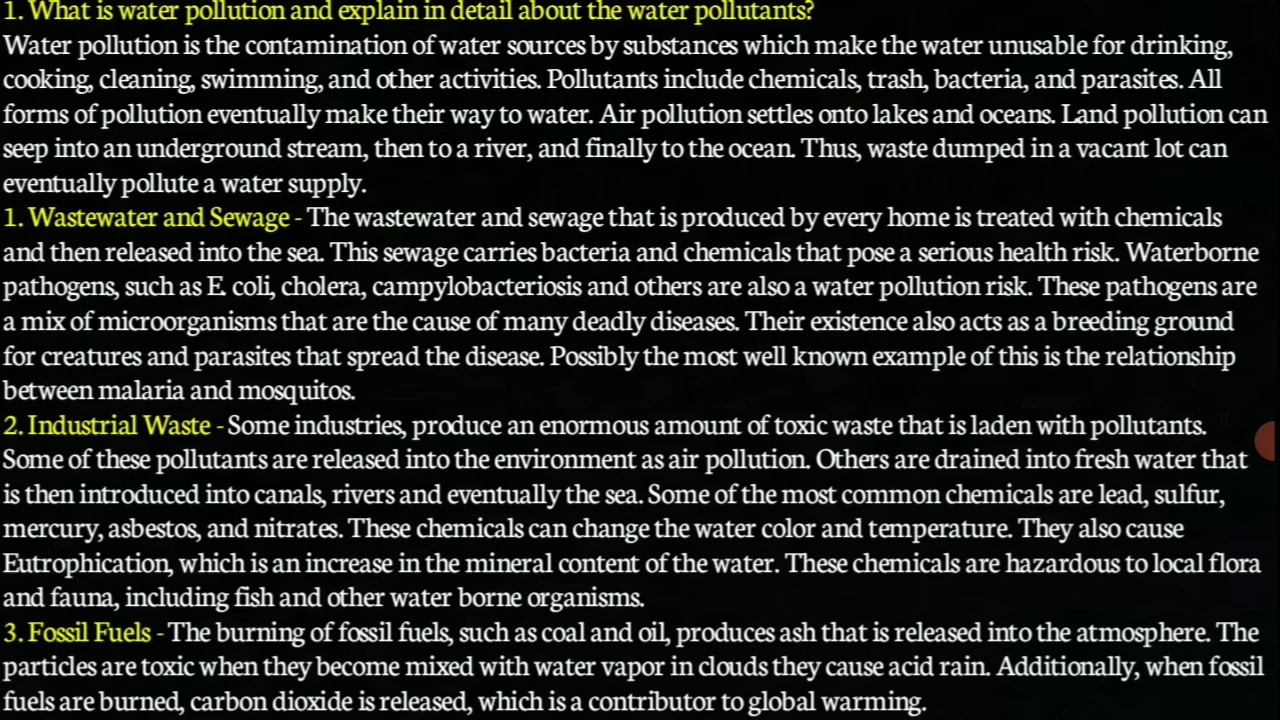 1. What is water pollution and explain in detail about the water pollutants?
Water pollution is the contamination of water sources by substances which make the water unusable for drinking,
cooking, cleaning, swimming, and other activities. Pollutants include chemicals, trash, bacteria, and parasites. All
forms of pollution eventually make their way to water. Air pollution settles onto lakes and oceans. Land pollution can
seep into an underground stream, then to a river, and finally to the ocean. Thus, waste dumped in a vacant lot can
eventually pollute a water supply.
1. Wastewater and Sewage - The wastewater and sewage that is produced by every home is treated with chemicals
and then released into the sea. This sewage carries bacteria and chemicals that pose a serious health risk. Waterborne
pathogens, such as E. coli, cholera, campylobacteriosis and others are also a water pollution risk. These pathogens are
a mix of microorganisms that are the cause of many deadly diseases. Their existence also acts as a breeding ground
for creatures and parasites that spread the disease. Possibly the most well known example of this is the relationship
between malaria and mosquitos.
2. Industrial Waste - Some industries, produce an enormous amount of toxic waste that is laden with pollutants.
Some of these pollutants are released into the environment as air pollution. Others are drained into fresh water that
is then introduced into canals, rivers and eventually the sea. Some of the most common chemicals are lead, sulfur,
mercury, asbestos, and nitrates. These chemicals can change the water color and temperature. They also cause
Eutrophication, which is an increase in the mineral content of the water. These chemicals are hazardous to local flora
and fauna, including fish and other water borne organisms.
3. Fossil Fuels - The burning of fossil fuels, such as coal and oil, produces ash that is released into the atmosphere. The
particles are toxic when they become mixed with water vapor in clouds they cause acid rain. Additionally, when fossil
fuels are burned, carbon dioxide is released, which is a contributor to global warming.